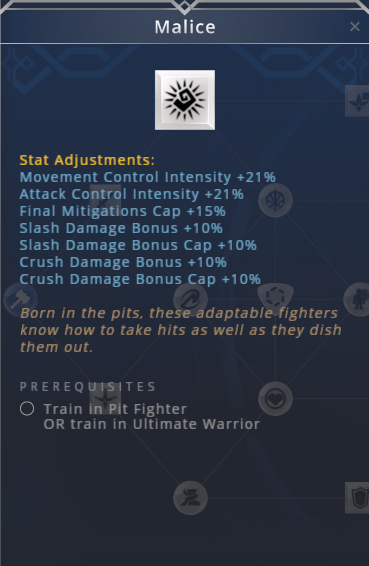 Malice
Stat Adjustments:
Movement Control Intensity +21%
Attack Control Intensity +21%
Final Mitigations Cap +15%
Slash Damage Bonus +10%
Slash Damage Bonus Cap +10%
Crush Damage Bonus +10%
Crush Damage Bonus Cap +10%
Born in the pits, these adaptable fighters
know how to take hits as well as they dish
them out.
PREREQUISITES
Train in Pit Fighter
OR train in Ultimate Warrior